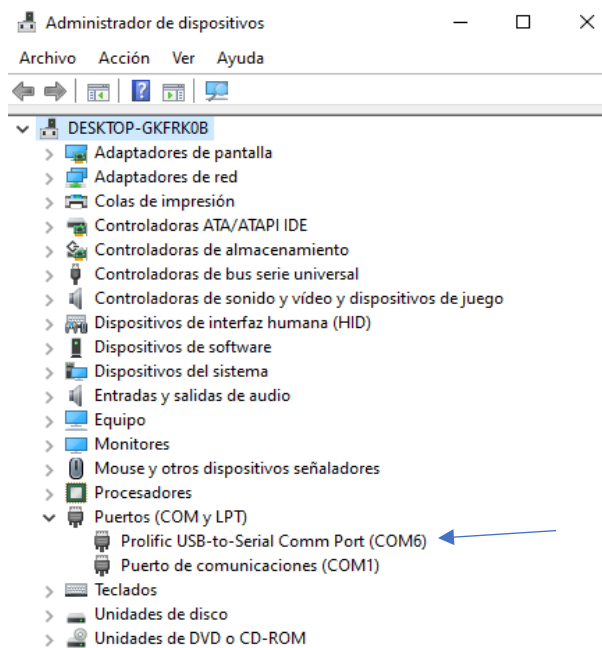 Administrador de dispositivos
Archivo Acción Ver Ayuda
DESKTOP-GKFRK0B
Adaptadores de pantalla
Adaptadores de red
Colas de impresión
Controladoras ATA/ATAPI IDE
Controladoras de almacenamiento
Controladoras de bus serie universal
Controladoras de sonido y vídeo y dispositivos de juego
Dispositivos de interfaz humana (HID)
Dispositivos de software
Dispositivos del sistema
Entradas y salidas de audio
Equipo
Monitores
Mouse y otros dispositivos señaladores
Procesadores
Puertos (COM y LPT)
Prolific USB-to-Serial Comm Port (COM6)
Puerto de comunicaciones (COM1)
Teclados
Unidades de disco
Unidades de DVD o CD-ROM